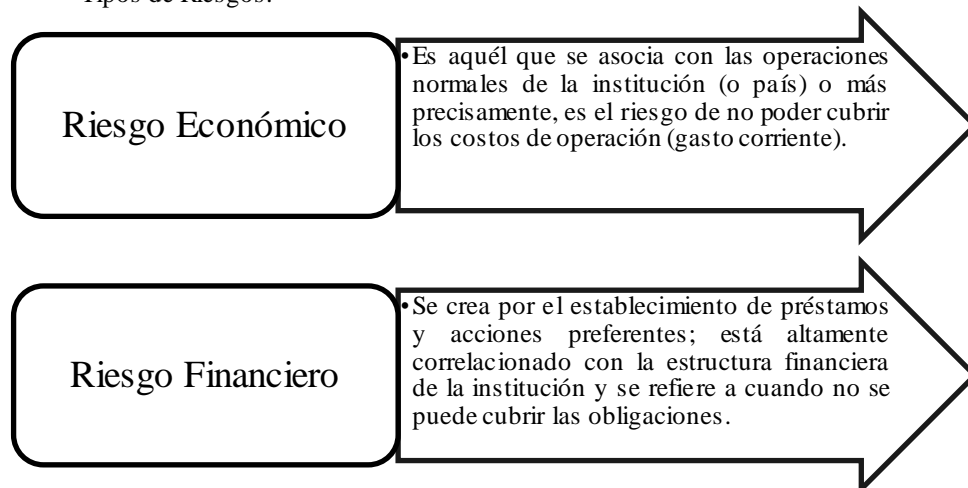 Tipos de Riesgos:
Riesgo Económico
•Es aquél que se asocia con las operaciones
normales de la institución (o país) o más
precisamente, es el riesgo de no poder cubrir
los costos de operación (gasto corriente).
Riesgo Financiero
•Se crea por el establecimiento de préstamos
y acciones preferentes; está altamente
correlacionado con la estructura financiera
de la institución y se refiere a cuando no se
puede cubrir las obligaciones.